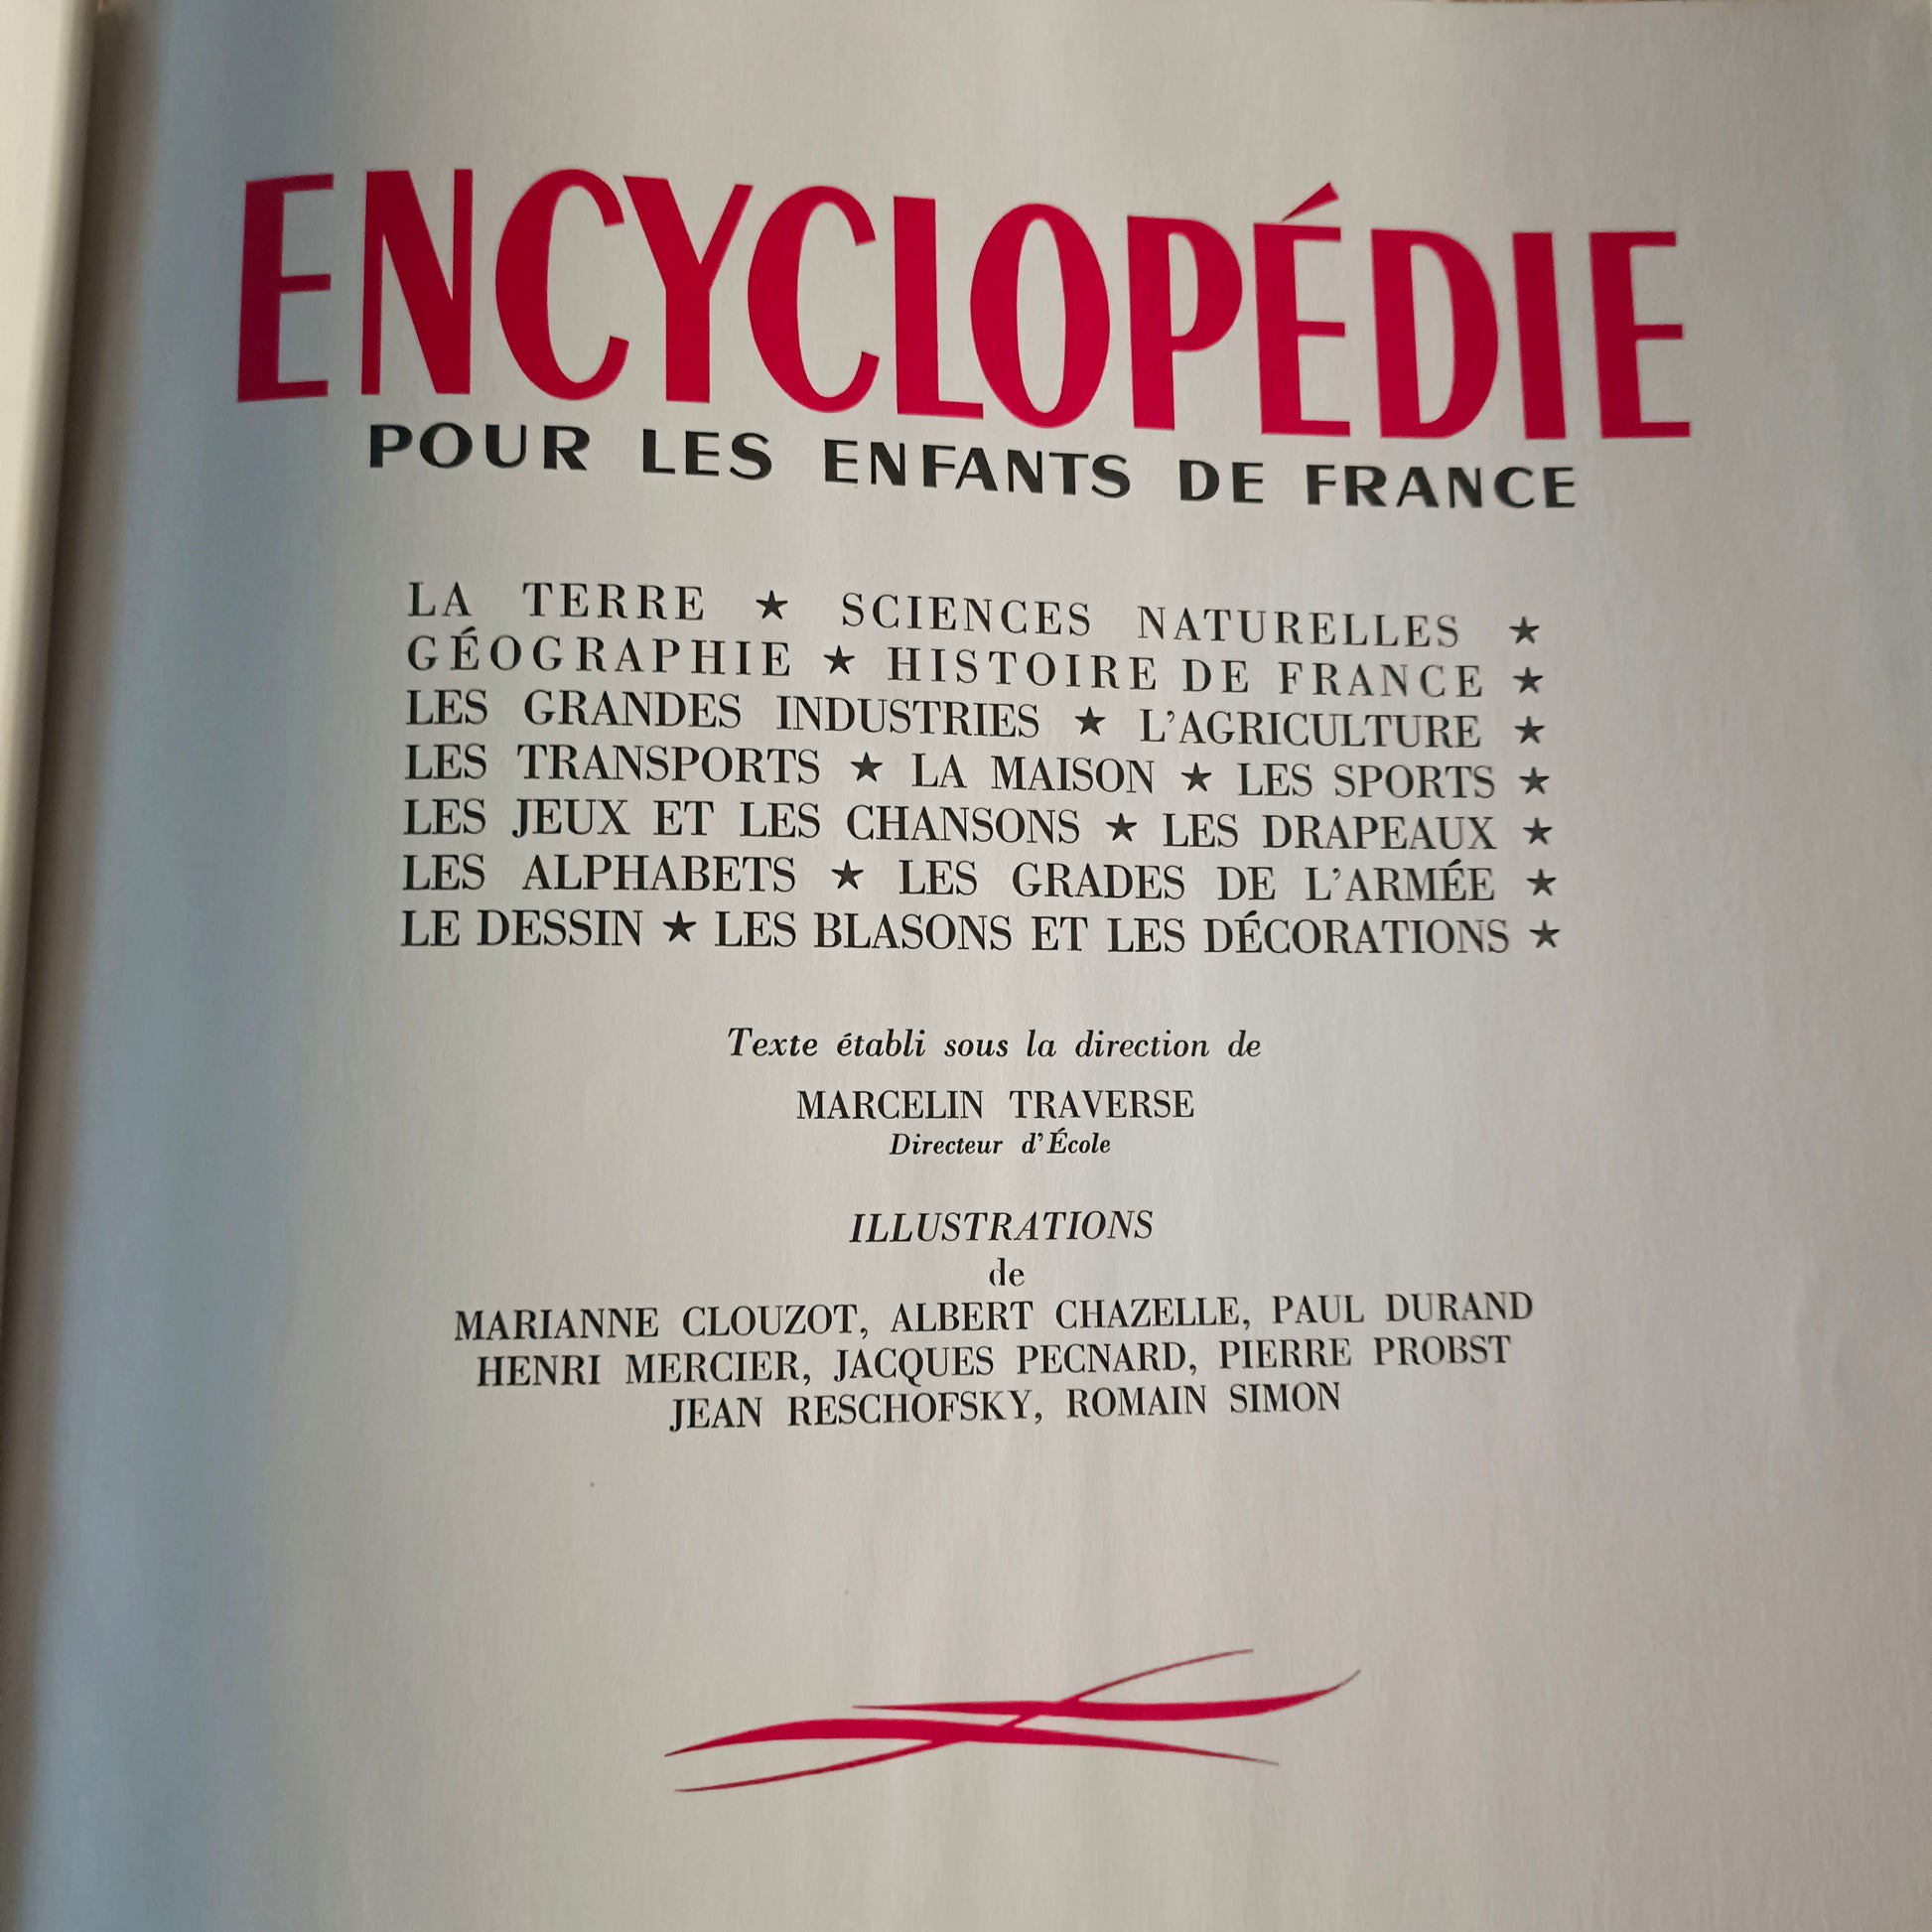 ENCYCLOPÉDIE
POUR LES ENFANTS DE FRANCE
LA TERRE ★ SCIENCES NATURELLES ★
GÉOGRAPHIE ★ HISTOIRE DE FRANCE ★
LES GRANDES INDUSTRIES ★ L'AGRICULTURE ★
LES TRANSPORTS ★ LA MAISON ★ LES SPORTS ★
LES JEUX ET LES CHANSONS ★ LES DRAPEAUX ★
LES ALPHABETS ★ LES GRADES DE L'ARMÉE ★
LE DESSIN ★ LES BLASONS ET LES DÉCORATIONS ★
Texte établi sous la direction de
MARCELIN TRAVERSE
Directeur d'École
ILLUSTRATIONS
de
MARIANNE CLOUZOT, ALBERT CHAZELLE, PAUL DURAND
HENRI MERCIER, JACQUES PECNARD, PIERRE PROBST
JEAN RESCHOFSKY, ROMAIN SIMON